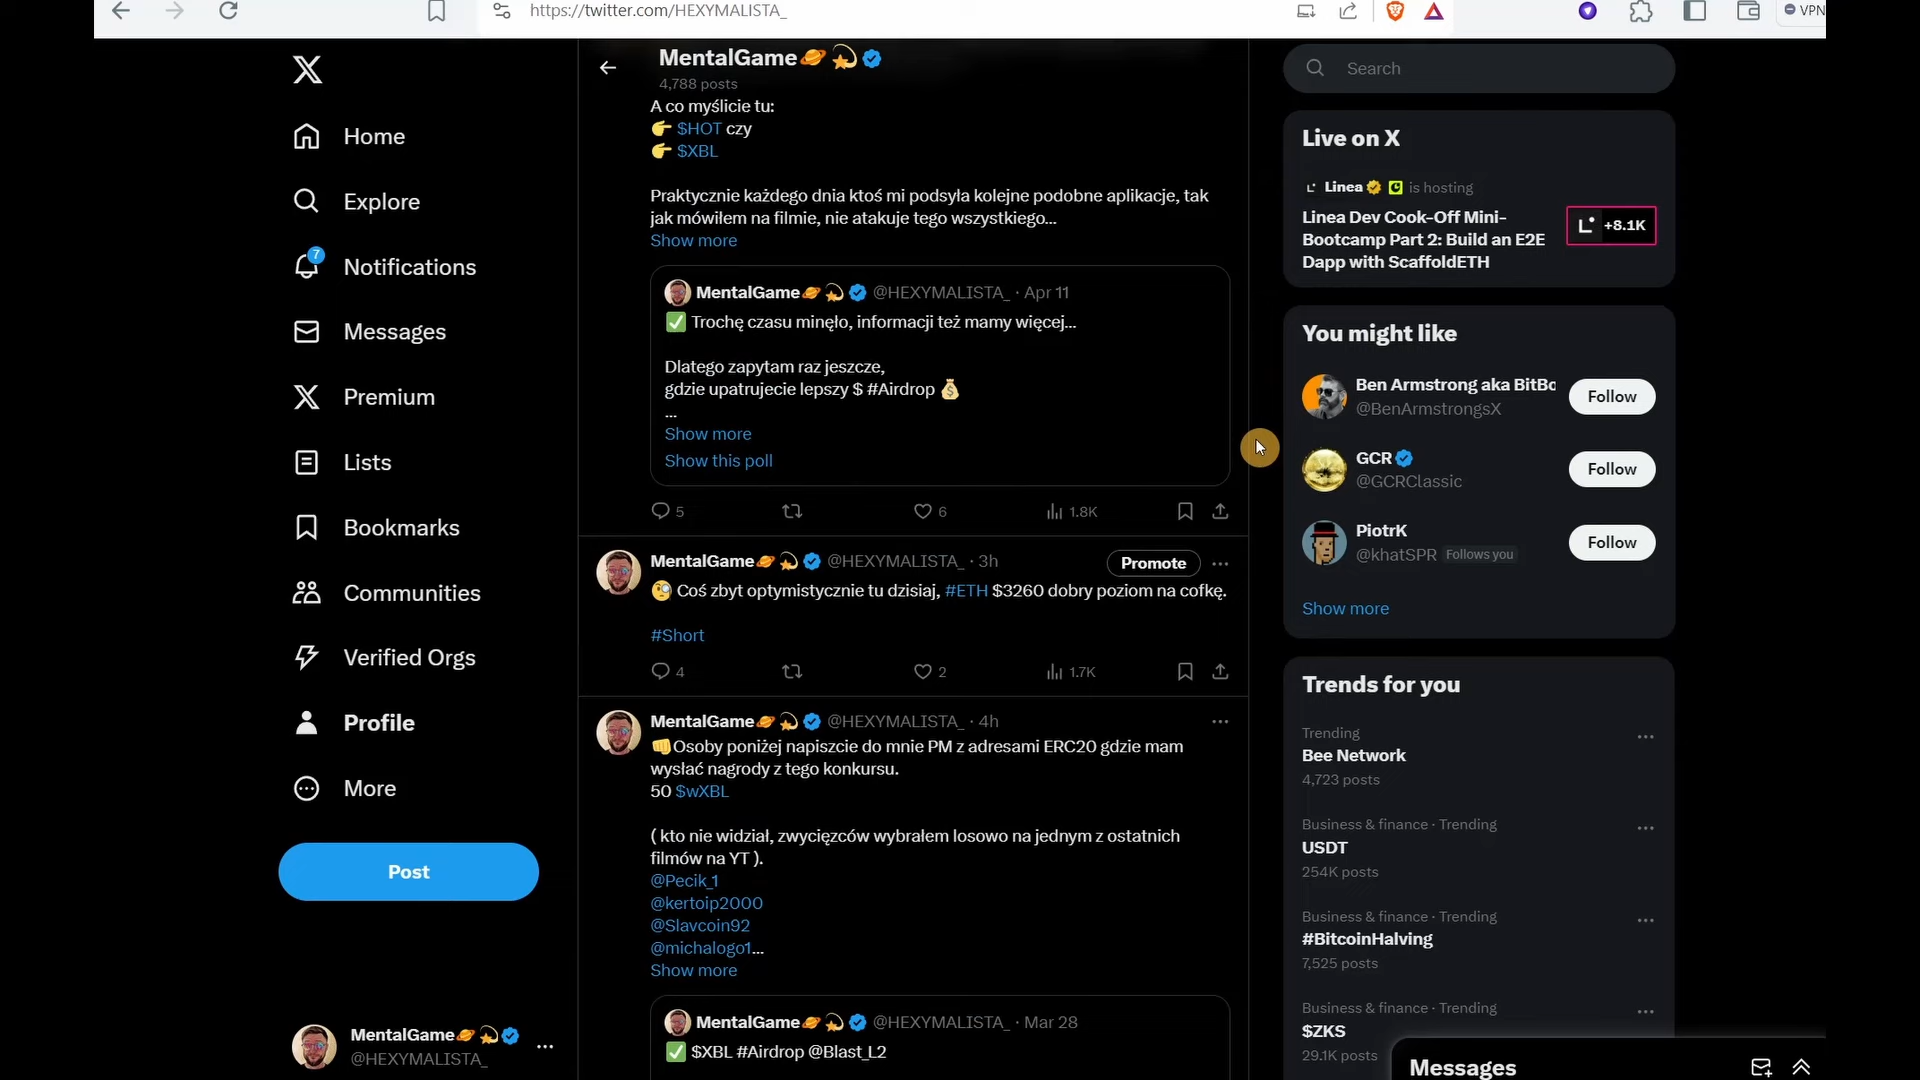 https://twitter.com/HEXYMALISTA_
VPN
MentalGame
4,788 posts
Home
Explore
7
Notifications
Messages
Premium
Lists
Bookmarks
Communities
Verified Orgs
Profile
More
Post
MentalGame
@HEXYMALISTA_
A co myślicie tu:
$HOT czy
$XBL
Praktycznie każdego dnia ktoś mi podsyła kolejne podobne aplikacje, tak
jak mówiłem na filmie, nie atakuje tego wszystkiego...
Show more
MentalGame @HEXYMALISTA_ · Apr 11
Trochę czasu minęło, informacji też mamy więcej...
Dlatego zapytam raz jeszcze,
gdzie upatrujecie lepszy $ #Airdrop
...
Show more
Show this poll
5 6 1.8K
MentalGame @HEXYMALISTA_ · 3h
Promote
Coś zbyt optymistycznie tu dzisiaj, #ETH $3260 dobry poziom na cofkę.
#Short
4 2 1.7K
MentalGame @HEXYMALISTA_ · 4h
Osoby poniżej napiszcie do mnie PM z adresami ERC20 gdzie mam
wysłać nagrody z tego konkursu.
50 $wXBL
( kto nie widział, zwycięzców wybrałem losowo na jednym z ostatnich
filmów na YT ).
@Pecik_1
@kertoip2000
@Slavcoin92
@michalogo1...
Show more
MentalGame @HEXYMALISTA_ · Mar 28
$XBL #Airdrop @Blast_L2
Search
Live on X
Linea is hosting
Linea Dev Cook-Off Mini-
Bootcamp Part 2: Build an E2E
Dapp with ScaffoldETH
+8.1K
You might like
Ben Armstrong aka BitBo
@BenArmstrongsX
Follow
GCR
@GCRClassic
Follow
PiotrK
@khatSPR Follows you
Follow
Show more
Trends for you
Trending
Bee Network
4,723 posts
Business & finance · Trending
USDT
254K posts
Business & finance · Trending
#BitcoinHalving
7,525 posts
Business & finance · Trending
$ZKS
29.1K posts
Messages